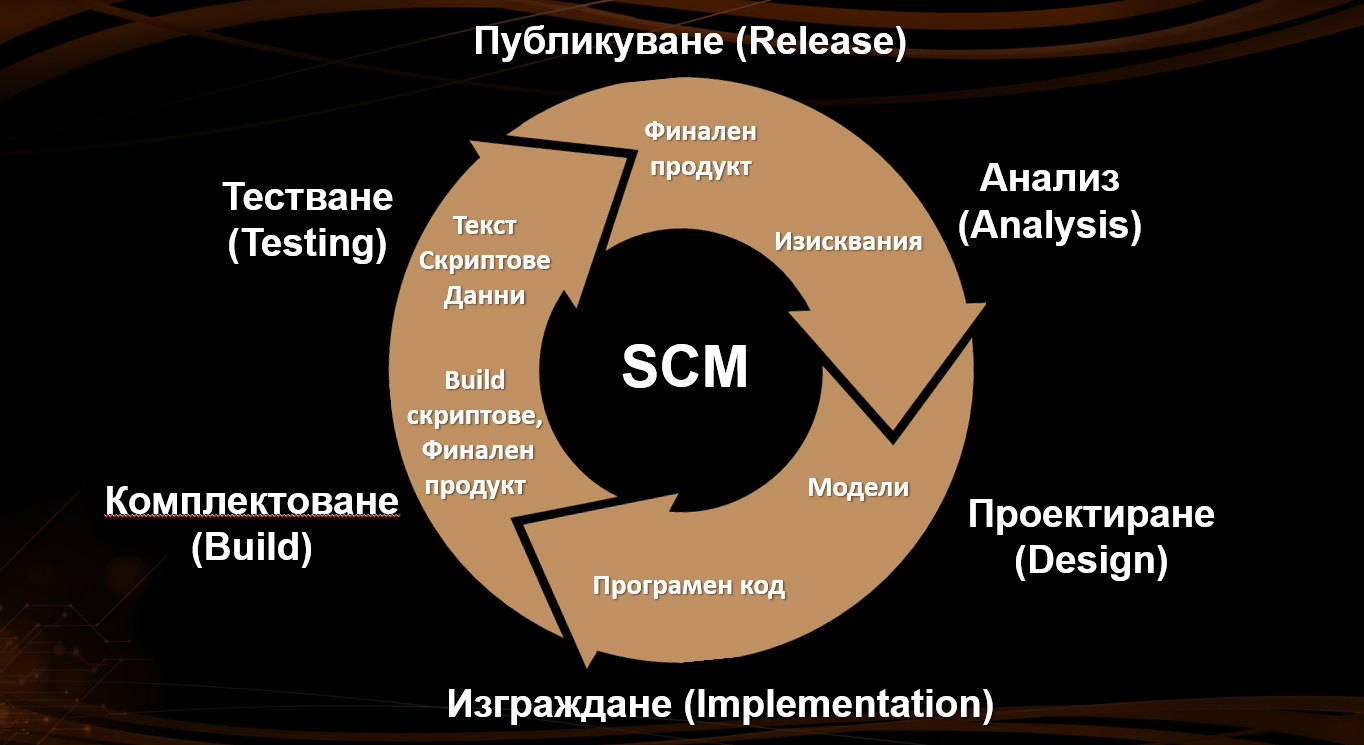 Публикуване (Release)
Финален
продукт
Анализ
(Analysis)
Изисквания
Тестване
(Testing)
Текст
Скриптове
Данни
SCM
Build
скриптове,
Финален
продукт
Модели
Комплектоване
(Build)
Проектиране
(Design)
Програмен код
Изграждане (Implementation)